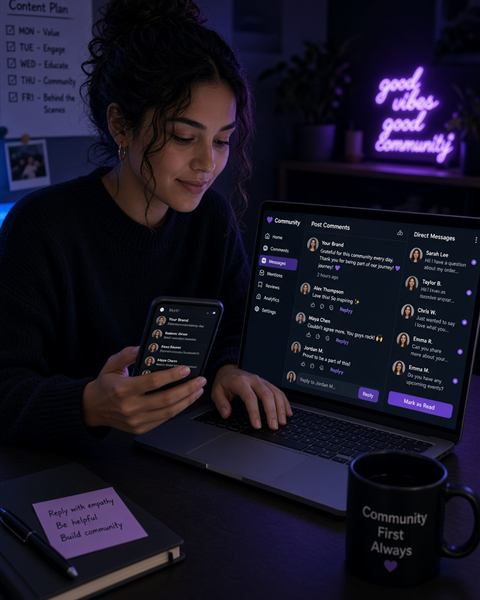 Content Plan
MON - Value
TUE - Engage
WED - Educate
THU - Community
FRI - Behind the
Scenes
good
vibes
good
community
Community
Home
Comments
Messages
Mentions
Reviews
Analytics
Settings
Post Comments
Your Brand
Grateful for this community every day.
Thank you for being part of our journey! 💜
2 hours ago
Alex Thompson
Love this! So inspiring ✨
Reply
Maya Chen
Couldn't agree more. You guys rock! 🙌
Jordan M.
Proud to be a part of this!
Reply to Jordan M...
Reply
Direct Messages
Sarah Lee
Hi! I have a question
about my order...
Taylor B.
Chris W.
Just wanted to say
I love what you...
Emma R.
Can you share
more about your...
Emma M.
Do you have any
upcoming events?
Mark as Read
Your Brand
Maya Chen
Reply with empathy
Be helpful
Build community
Community
First
Always